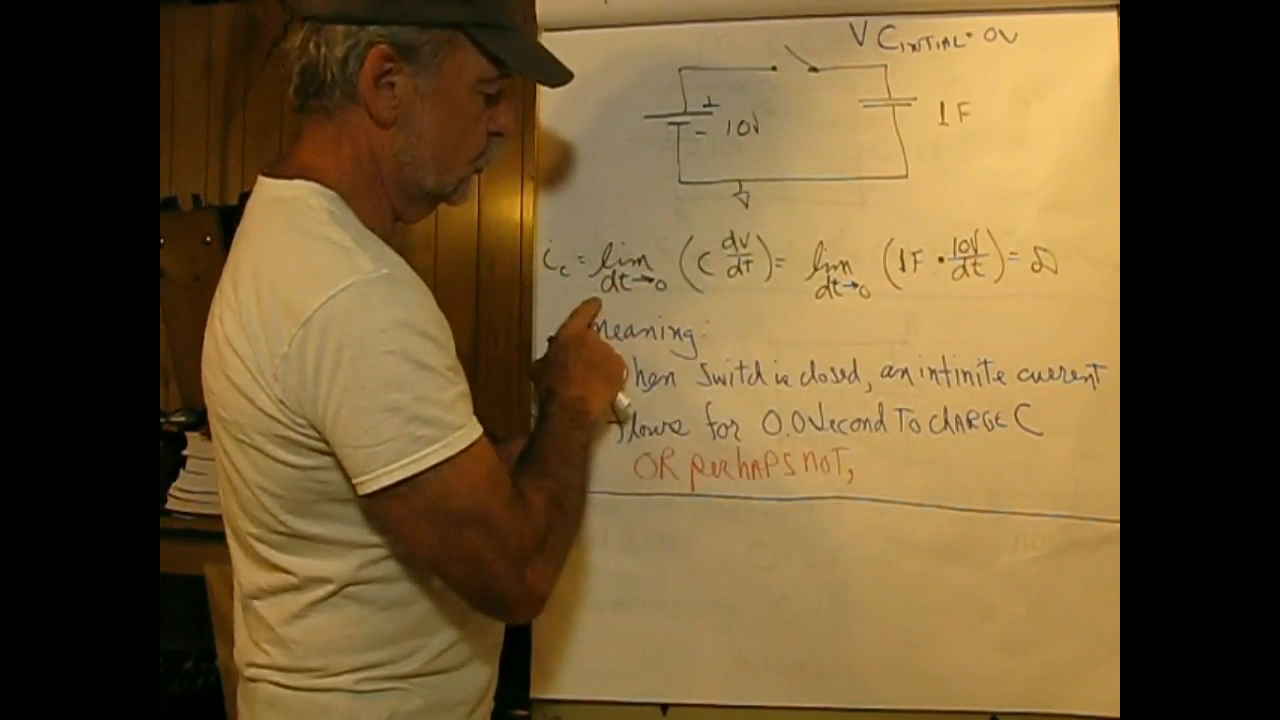 VC INITIAL = 0V
+
- 10V
1F
i_c = lim dt→0 (C dV/dT) = lim dt→0 (1F · 10V/dt) = ∞
meaning:
when switch is closed, an infinite current
flows for 0.0 Second To chARGE C
OR perhAPS NOT,